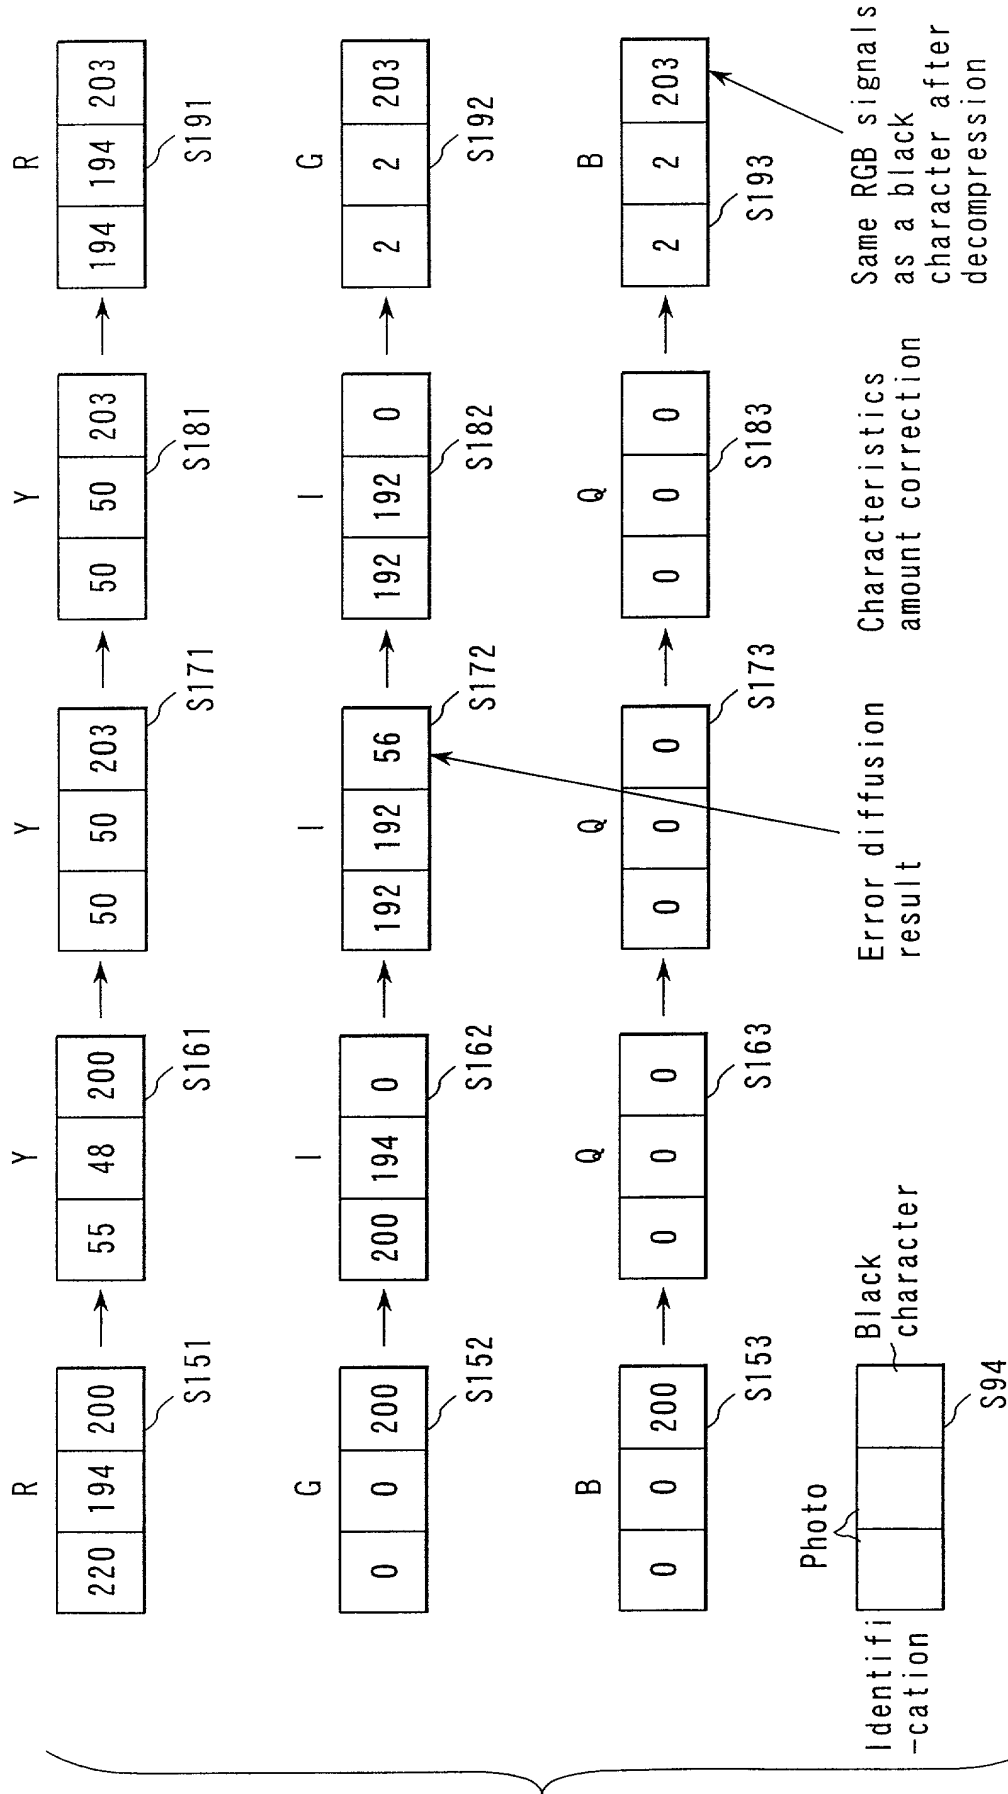 R
220 194 200
S151
Y
55 48 200
S161
Y
50 50 203
S171
Y
50 50 203
S181
R
194 194 203
S191
G
0 0 200
S152
I
200 194 0
S162
I
192 192 56
S172
I
192 192 0
S182
G
2 2 203
S192
B
0 0 200
S153
Q
0 0 0
S163
Q
0 0 0
S173
Q
0 0 0
S183
B
2 2 203
S193
Identifi
-cation
Photo
Black
character
S94
Error diffusion
result
Characteristics
amount correction
Same RGB signals
as a black
character after
decompression